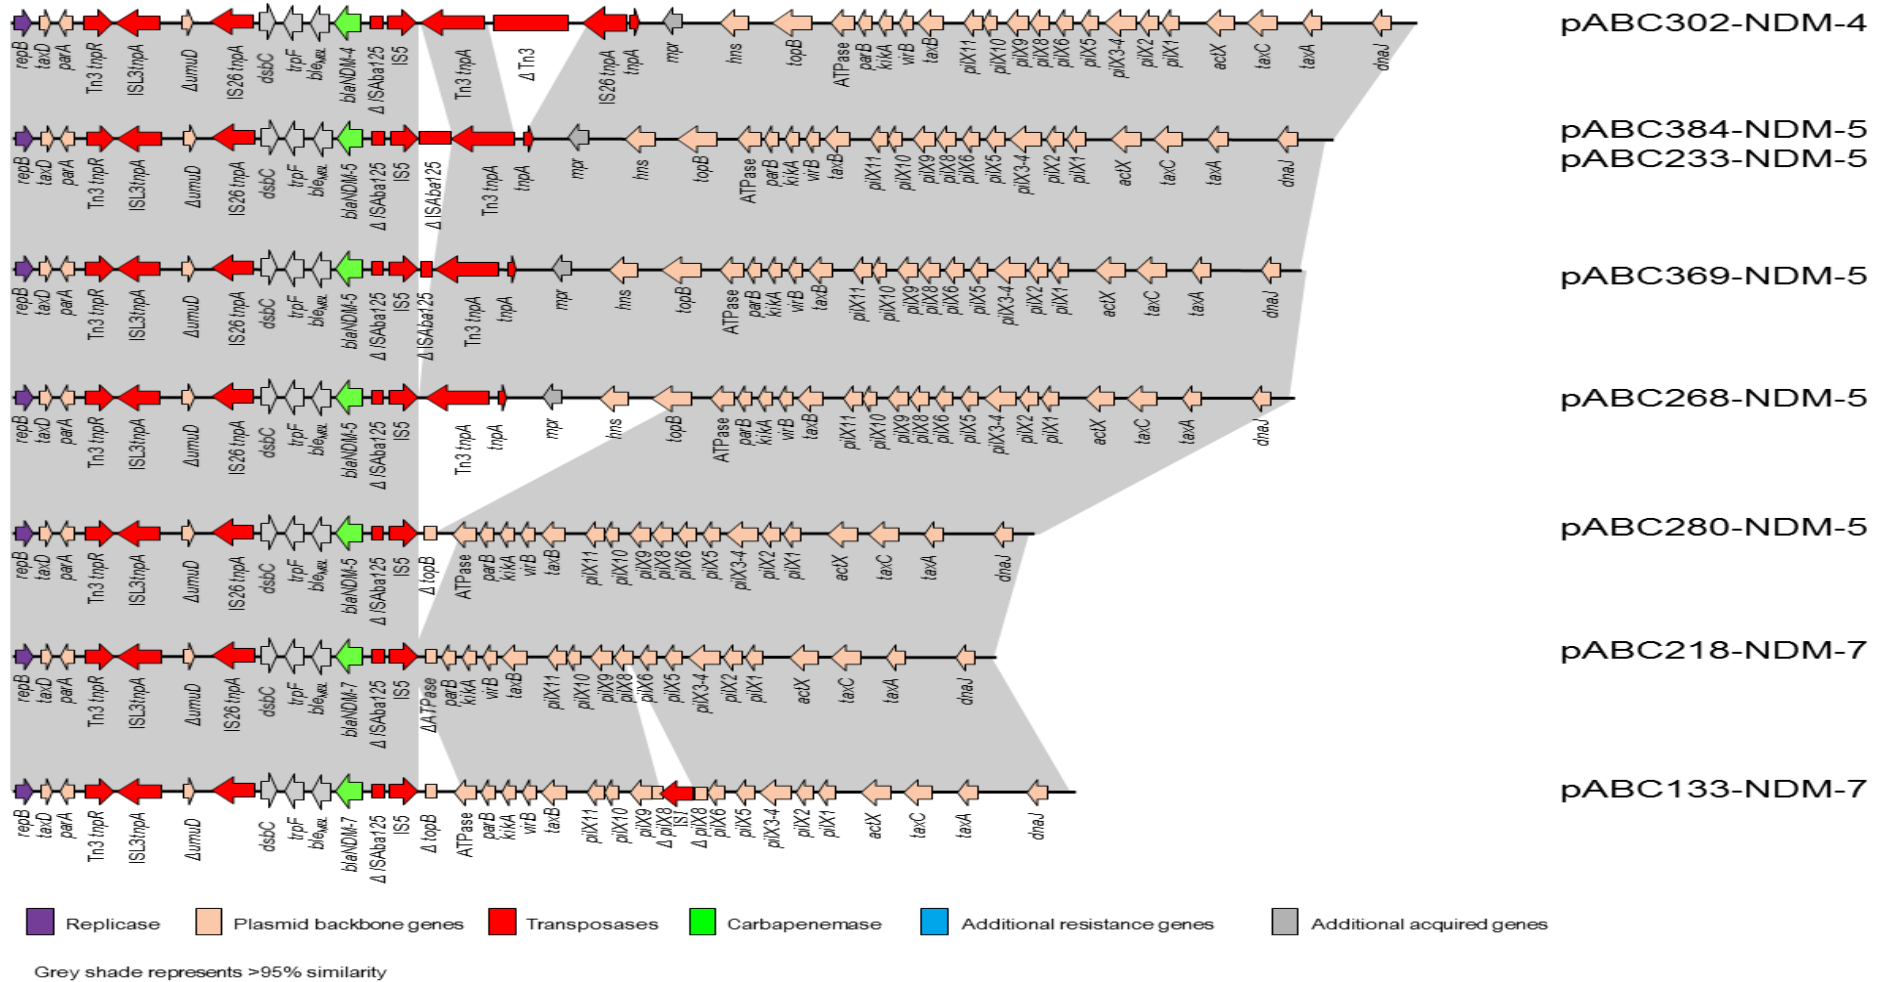 pABC302-NDM-4
repB taxD parA Tn3 tnpR ISL3tnpA ΔumuD IS26 tnpA dsbC trpF bleMBL blaNDM-4 Δ ISAba125 IS5 Tn3 tnpA Δ Tn3 IS26 tnpA tnpA mpr hns topB ATPase parB kikA virB taxB pilX11 pilX10 pilX9 pilX8 pilX6 pilX5 pilX3-4 pilX2 pilX1 actX taxC taxA dnaJ
pABC384-NDM-5
pABC233-NDM-5
repB taxD parA Tn3 tnpR ISL3tnpA ΔumuD IS26 tnpA dsbC trpF bleMBL blaNDM-5 Δ ISAba125 IS5 Δ ISAba125 Tn3 tnpA tnpA mpr hns topB ATPase parB kikA virB taxB pilX11 pilX10 pilX9 pilX8 pilX6 pilX5 pilX3-4 pilX2 pilX1 actX taxC taxA dnaJ
pABC369-NDM-5
repB taxD parA Tn3 tnpR ISL3tnpA ΔumuD IS26 tnpA dsbC trpF bleMBL blaNDM-5 Δ ISAba125 IS5 Δ ISAba125 Tn3 tnpA tnpA mpr hns topB ATPase parB kikA virB taxB pilX11 pilX10 pilX9 pilX8 pilX6 pilX5 pilX3-4 pilX2 pilX1 actX taxC taxA dnaJ
pABC268-NDM-5
repB taxD parA Tn3 tnpR ISL3tnpA ΔumuD IS26 tnpA dsbC trpF bleMBL blaNDM-5 Δ ISAba125 IS5 Tn3 tnpA tnpA mpr hns topB ATPase parB kikA virB taxB pilX11 pilX10 pilX9 pilX8 pilX6 pilX5 pilX3-4 pilX2 pilX1 actX taxC taxA dnaJ
pABC280-NDM-5
repB taxD parA Tn3 tnpR ISL3tnpA ΔumuD IS26 tnpA dsbC trpF bleMBL blaNDM-5 Δ ISAba125 IS5 Δ topB ATPase parB kikA virB taxB pilX11 pilX10 pilX9 pilX8 pilX6 pilX5 pilX3-4 pilX2 pilX1 actX taxC taxA dnaJ
pABC218-NDM-7
repB taxD parA Tn3 tnpR ISL3tnpA ΔumuD IS26 tnpA dsbC trpF bleMBL blaNDM-7 Δ ISAba125 IS5 ΔATPase parB kikA virB taxB pilX11 pilX10 pilX9 pilX8 pilX6 pilX5 pilX3-4 pilX2 pilX1 actX taxC taxA dnaJ
pABC133-NDM-7
repB taxD parA Tn3 tnpR ISL3tnpA ΔumuD IS26 tnpA dsbC trpF bleMBL blaNDM-7 Δ ISAba125 IS5 Δ topB ATPase parB kikA virB taxB pilX11 pilX10 pilX9 Δ pilX8 IS1 Δ pilX8 pilX6 pilX5 pilX3-4 pilX2 pilX1 actX taxC taxA dnaJ
Replicase Plasmid backbone genes Transposases Carbapenemase Additional resistance genes Additional acquired genes
Grey shade represents >95% similarity